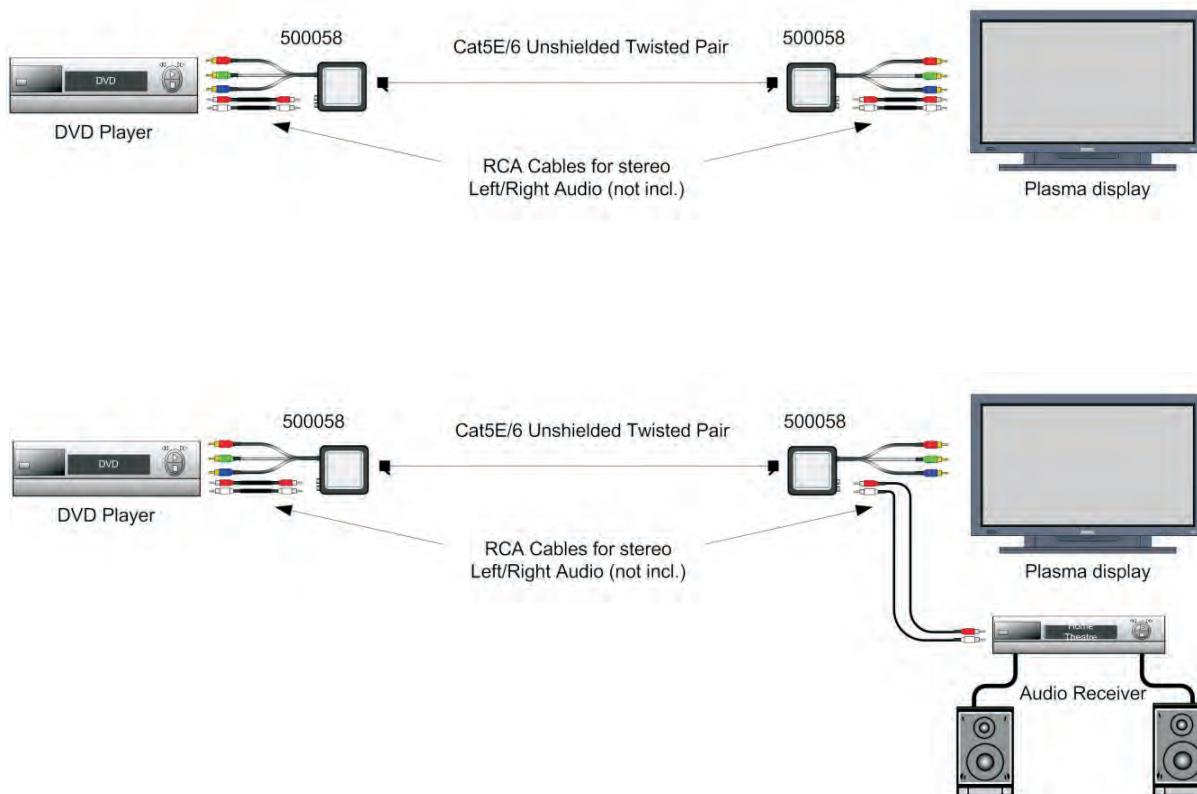 500058
Cat5E/6 Unshielded Twisted Pair
500058
DVD
DVD Player
RCA Cables for stereo
Left/Right Audio (not incl.)
Plasma display
500058
Cat5E/6 Unshielded Twisted Pair
500058
DVD
DVD Player
RCA Cables for stereo
Left/Right Audio (not incl.)
Plasma display
Home
Theatre
Audio Receiver